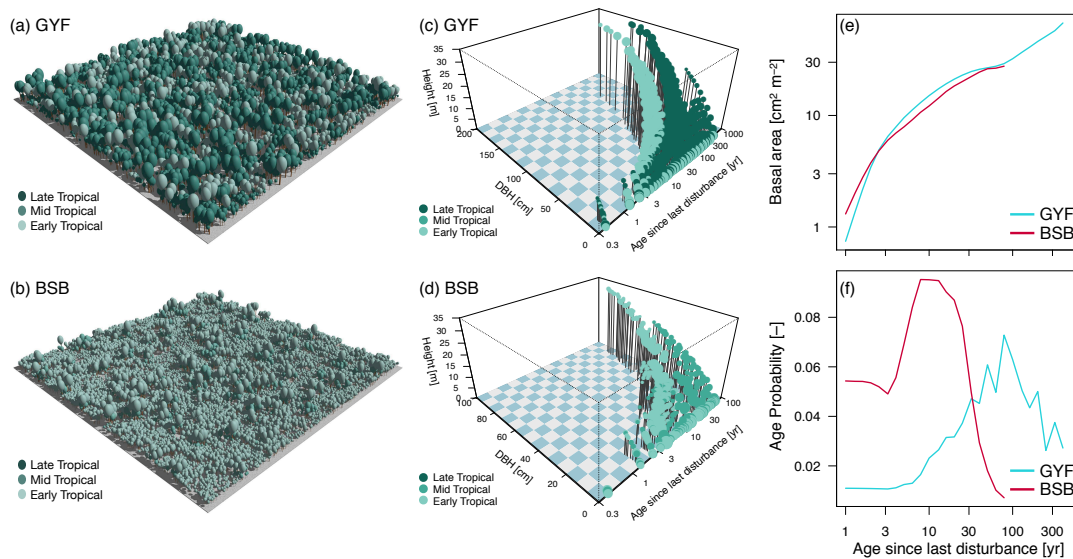 (a) GYF
Late Tropical
Mid Tropical
Early Tropical
(b) BSB
Late Tropical
Mid Tropical
Early Tropical
(c) GYF
Height [m]
35
30
25
20
15
10
5
0
200
150
100
50
0
DBH [cm]
0.3
1
3
10
30
100
300
1000
Age since last disturbance [yr]
Late Tropical
Mid Tropical
Early Tropical
(d) BSB
Height [m]
35
30
25
20
15
10
5
0
100
80
60
40
20
0
DBH [cm]
0.3
1
3
10
30
100
Age since last disturbance [yr]
Late Tropical
Mid Tropical
Early Tropical
(e)
Basal area [cm² m⁻²]
30
10
3
1
GYF
BSB
(f)
Age Probability [–]
0.08
0.06
0.04
0.02
GYF
BSB
1 3 10 30 100 300
Age since last disturbance [yr]